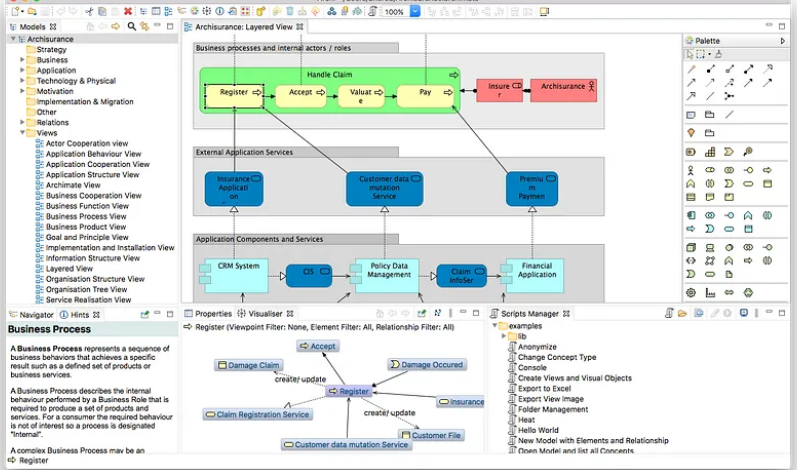 100%
Models
Archisurance: Layered View
Palette
Archisurance
Strategy
Business
Application
Technology & Physical
Motivation
Implementation & Migration
Other
Relations
Views
Actor Cooperation view
Application Behaviour View
Application Cooperation View
Application Structure View
Archimate View
Business Cooperation View
Business Function View
Business Process View
Business Product View
Goal and Principle View
Implementation and Installation View
Information Structure View
Layered View
Organisation Structure View
Organisation Tree View
Service Realisation View
Business processes and internal actors / roles
Handle Claim
Register
Accept
Valuat
e
Pay
Insure
r
Archisurance
External Application Services
Insurance
Application
Customer data
mutation
Service
Premiu
m
Paymen
Application Components and Services
CRM System
CIS
Policy Data
Management
Claim
InfoSer
Financial
Application
Navigator
Hints
Business Process
A Business Process represents a sequence of
business behaviors that achieves a specific
result such as a defined set of products or
business services.
A Business Process describes the internal
behaviour performed by a Business Role that is
required to produce a set of products and
services. For a consumer the required behaviour
is not of interest so a process is designated
"internal".
A complex Business Process may be an
Register
Properties
Visualiser
Register (Viewpoint Filter: None, Element Filter: All, Relationship Filter: All)
Accept
Damage Claim
Damage Occured
create/ update
Register
insurance
Claim Registration Service
create/ update
Customer File
Customer data mutation Service
Scripts Manager
examples
lib
Anonymize
Change Concept Type
Console
Create Views and Visual Objects
Export to Excel
Export View Image
Folder Management
Heat
Hello World
New Model with Elements and Relationship
Open Model and list all Concepts